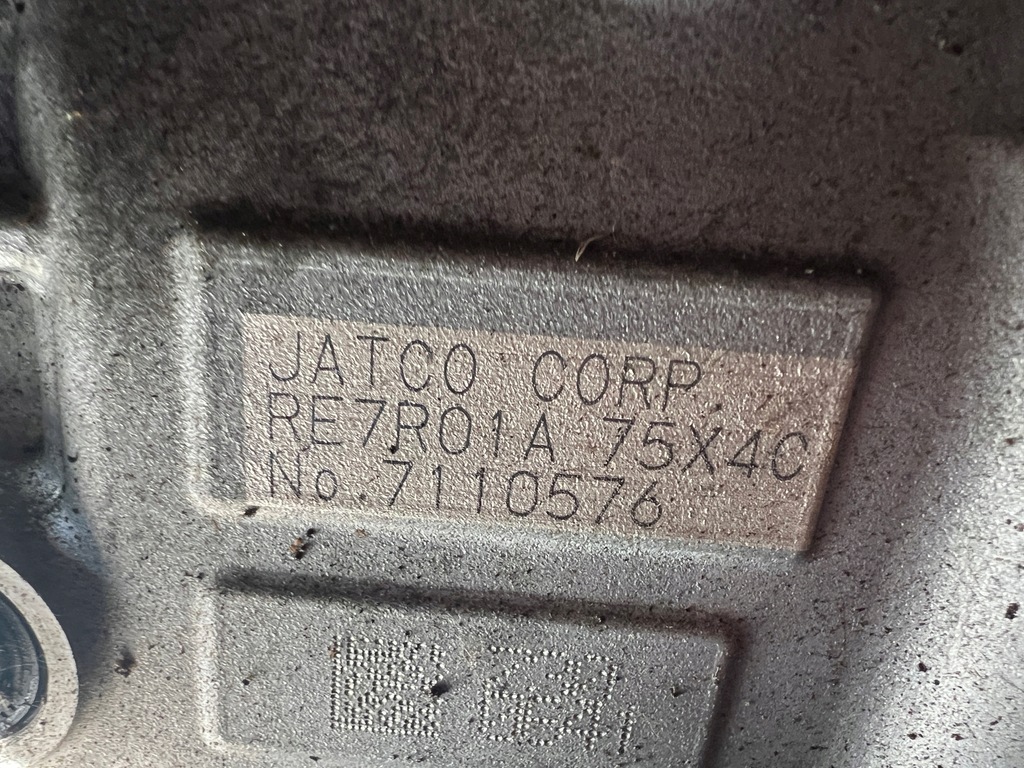 JATCO CORP.
RE7R01A 75X4C
No.7110576